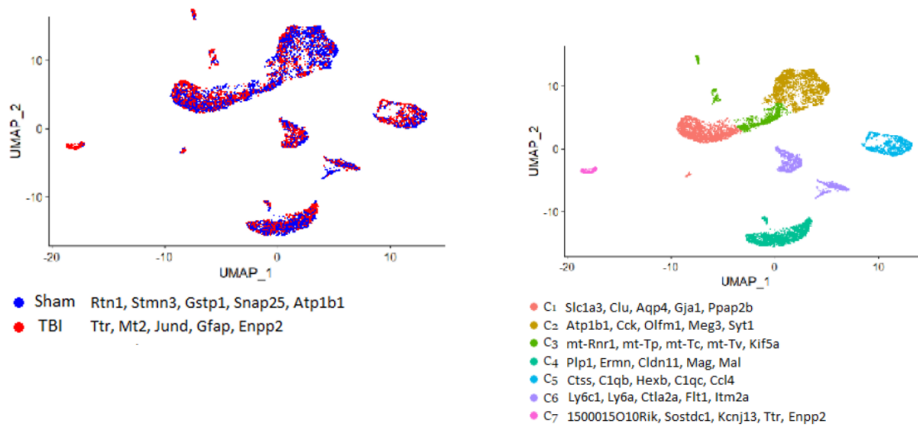 10
0
-10
UMAP_2
-20
-10
0
10
UMAP_1
Sham Rtn1, Stmn3, Gstp1, Snap25, Atp1b1
TBI Ttr, Mt2, Jund, Gfap, Enpp2
10
0
-10
UMAP_2
-20
-10
0
10
UMAP_1
C1 Slc1a3, Clu, Aqp4, Gja1, Ppap2b
C2 Atp1b1, Cck, Olfm1, Meg3, Syt1
C3 mt-Rnr1, mt-Tp, mt-Tc, mt-Tv, Kif5a
C4 Plp1, Ermn, Cldn11, Mag, Mal
C5 Ctss, C1qb, Hexb, C1qc, Ccl4
C6 Ly6c1, Ly6a, Ctla2a, Flt1, Itm2a
C7 1500015O10Rik, Sostdc1, Kcnj13, Ttr, Enpp2